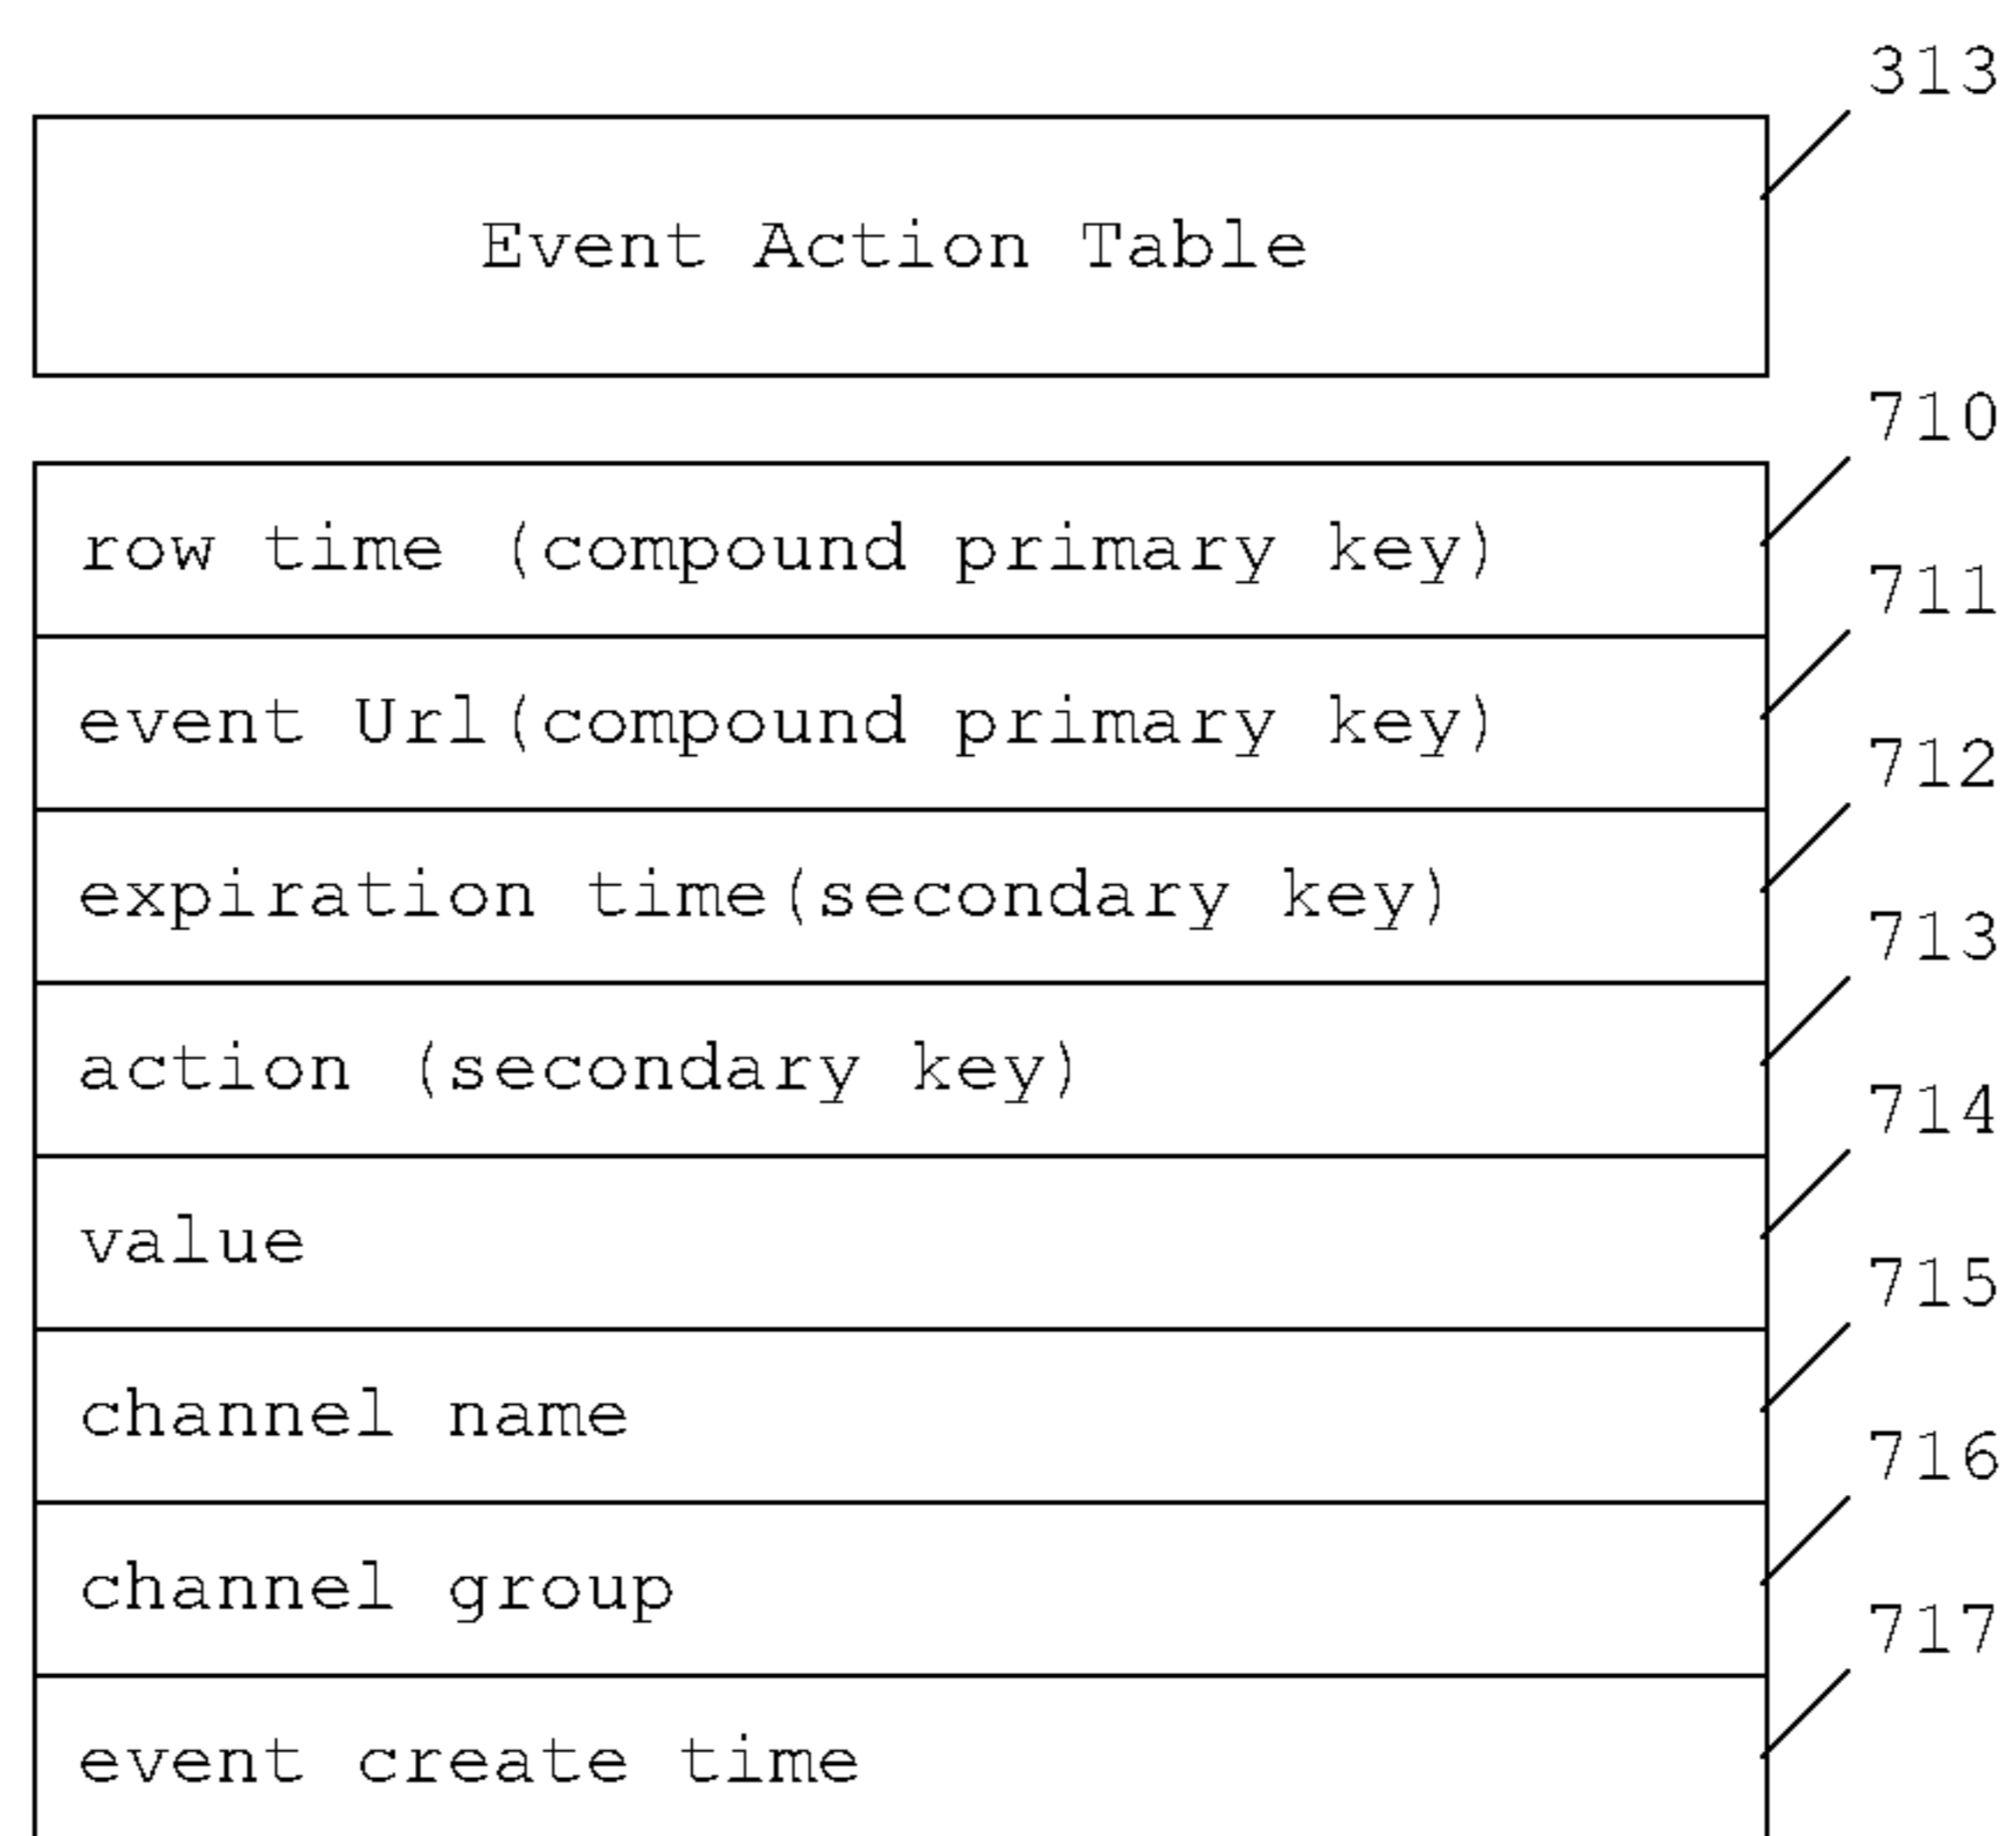 313
Event Action Table
710
row time (compound primary key)
711
event Url(compound primary key)
712
expiration time(secondary key)
713
action (secondary key)
714
value
715
channel name
716
channel group
717
event create time